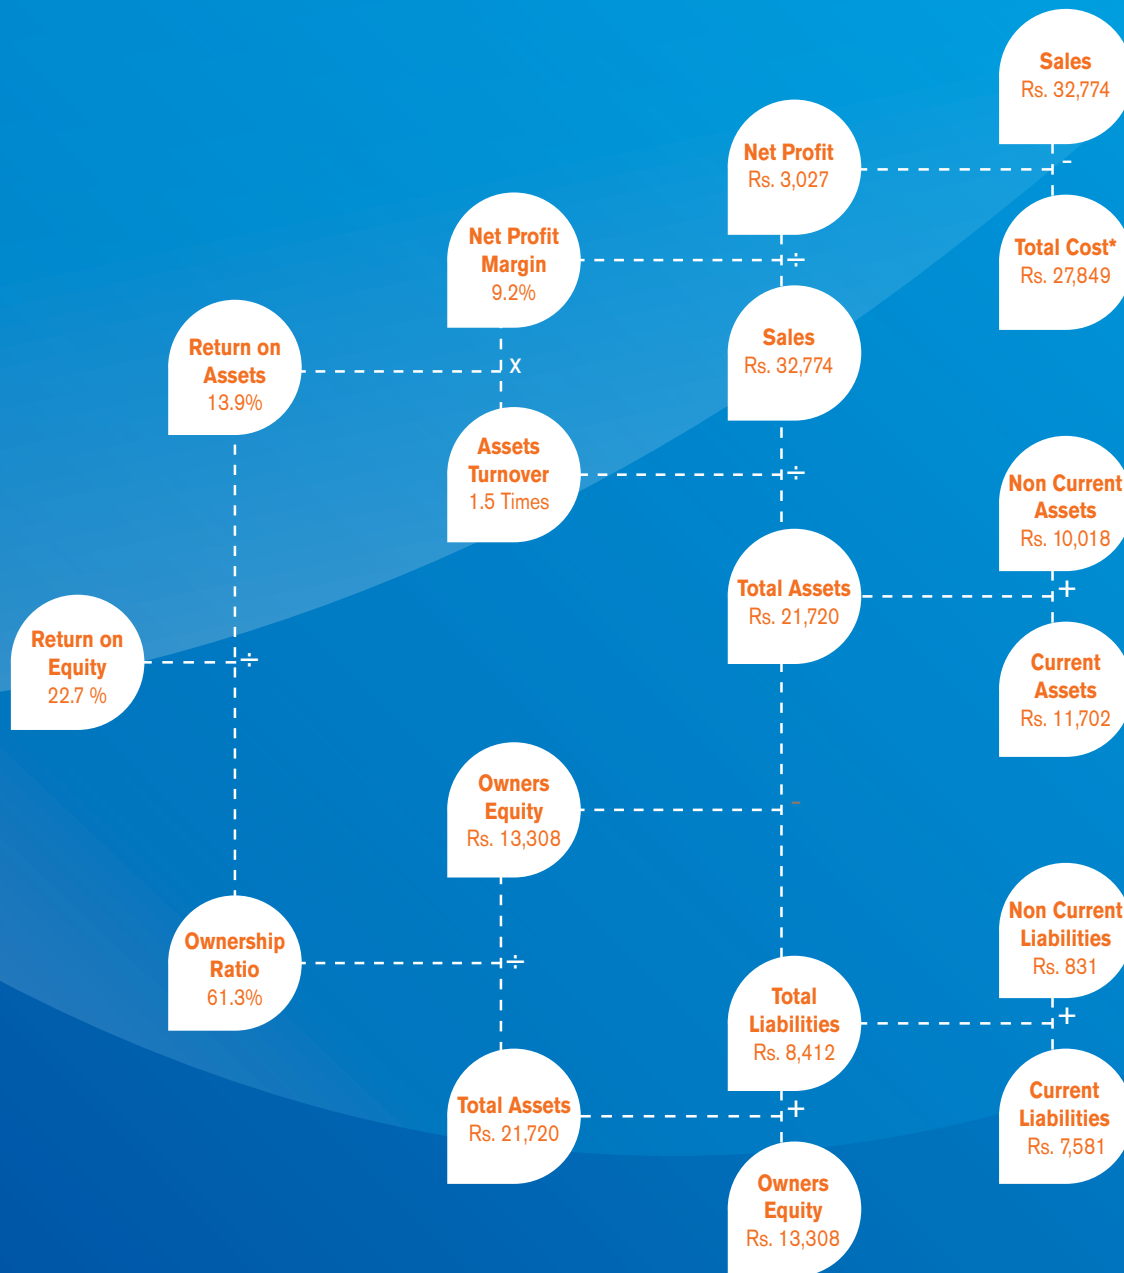 Sales
Rs. 32,774
-
Net Profit
Rs. 3,027
Total Cost*
Rs. 27,849
Net Profit
Margin
9.2%
÷
Sales
Rs. 32,774
Return on
Assets
13.9%
x
Assets
Turnover
1.5 Times
÷
Non Current
Assets
Rs. 10,018
+
Total Assets
Rs. 21,720
Current
Assets
Rs. 11,702
Return on
Equity
22.7 %
÷
Owners
Equity
Rs. 13,308
-
Ownership
Ratio
61.3%
÷
Non Current
Liabilities
Rs. 831
+
Total
Liabilities
Rs. 8,412
Current
Liabilities
Rs. 7,581
Total Assets
Rs. 21,720
+
Owners
Equity
Rs. 13,308